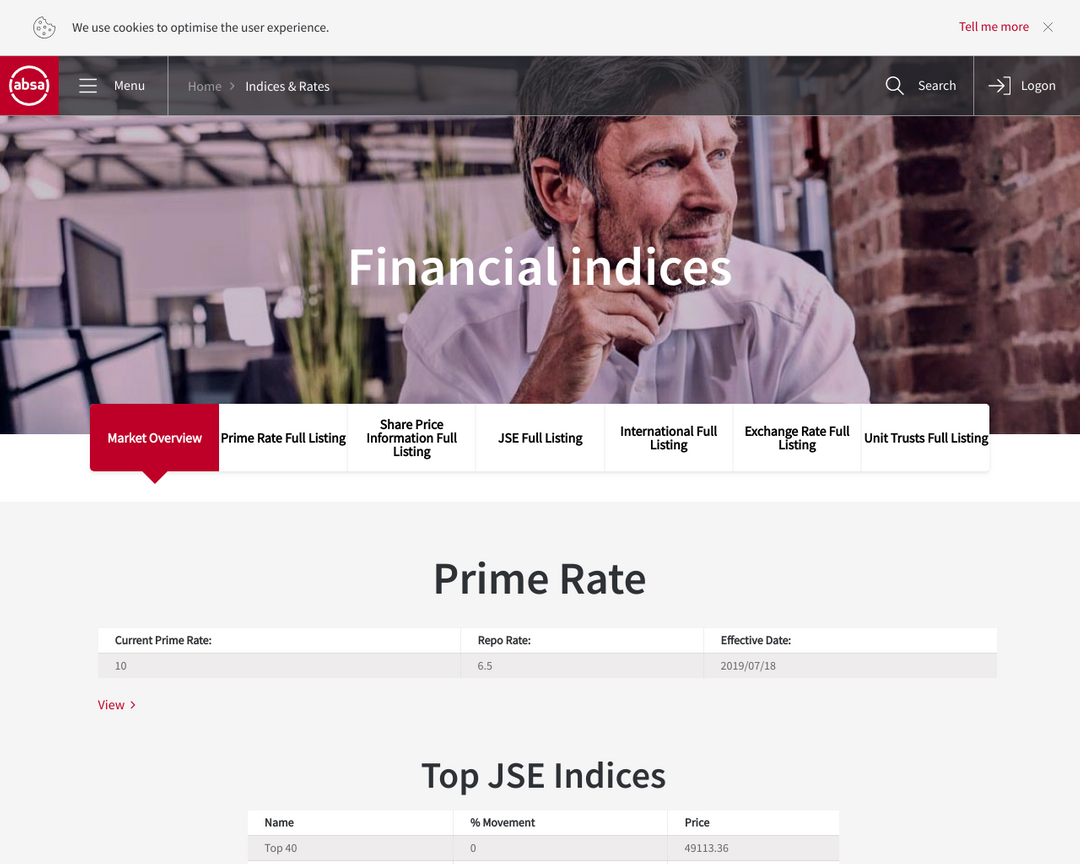 We use cookies to optimise the user experience.
Tell me more
absa
Menu
Home
Indices & Rates
Search
Logon
Financial indices
Market Overview
Prime Rate Full Listing
Share Price
Information Full
Listing
JSE Full Listing
International Full
Listing
Exchange Rate Full
Listing
Unit Trusts Full Listing
Prime Rate
Current Prime Rate: Repo Rate: Effective Date:
10 6.5 2019/07/18
View
Top JSE Indices
Name % Movement Price
Top 40 0 49113.36